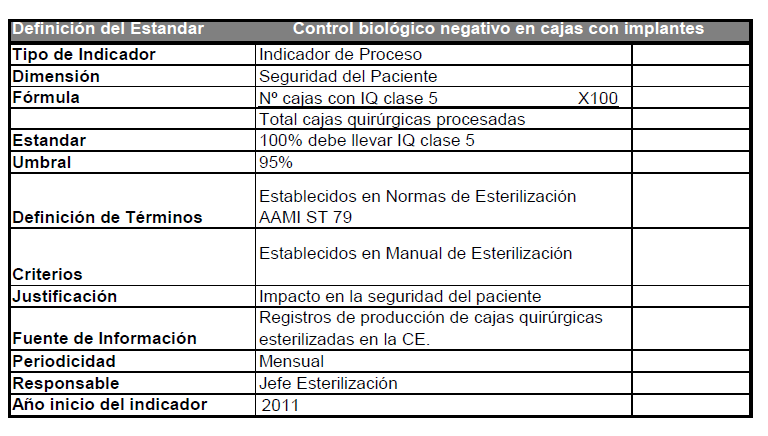 Definición del Estandar Control biológico negativo en cajas con implantes
Tipo de Indicador Indicador de Proceso
Dimensión Seguridad del Paciente
Fórmula Nº cajas con IQ clase 5 X100
Total cajas quirúrgicas procesadas
Estandar 100% debe llevar IQ clase 5
Umbral 95%
Establecidos en Normas de Esterilización
Definición de Términos AAMI ST 79
Establecidos en Manual de Esterilización
Criterios
Justificación Impacto en la seguridad del paciente
Registros de producción de cajas quirúrgicas
Fuente de Información esterilizadas en la CE.
Periodicidad Mensual
Responsable Jefe Esterilización
Año inicio del indicador 2011